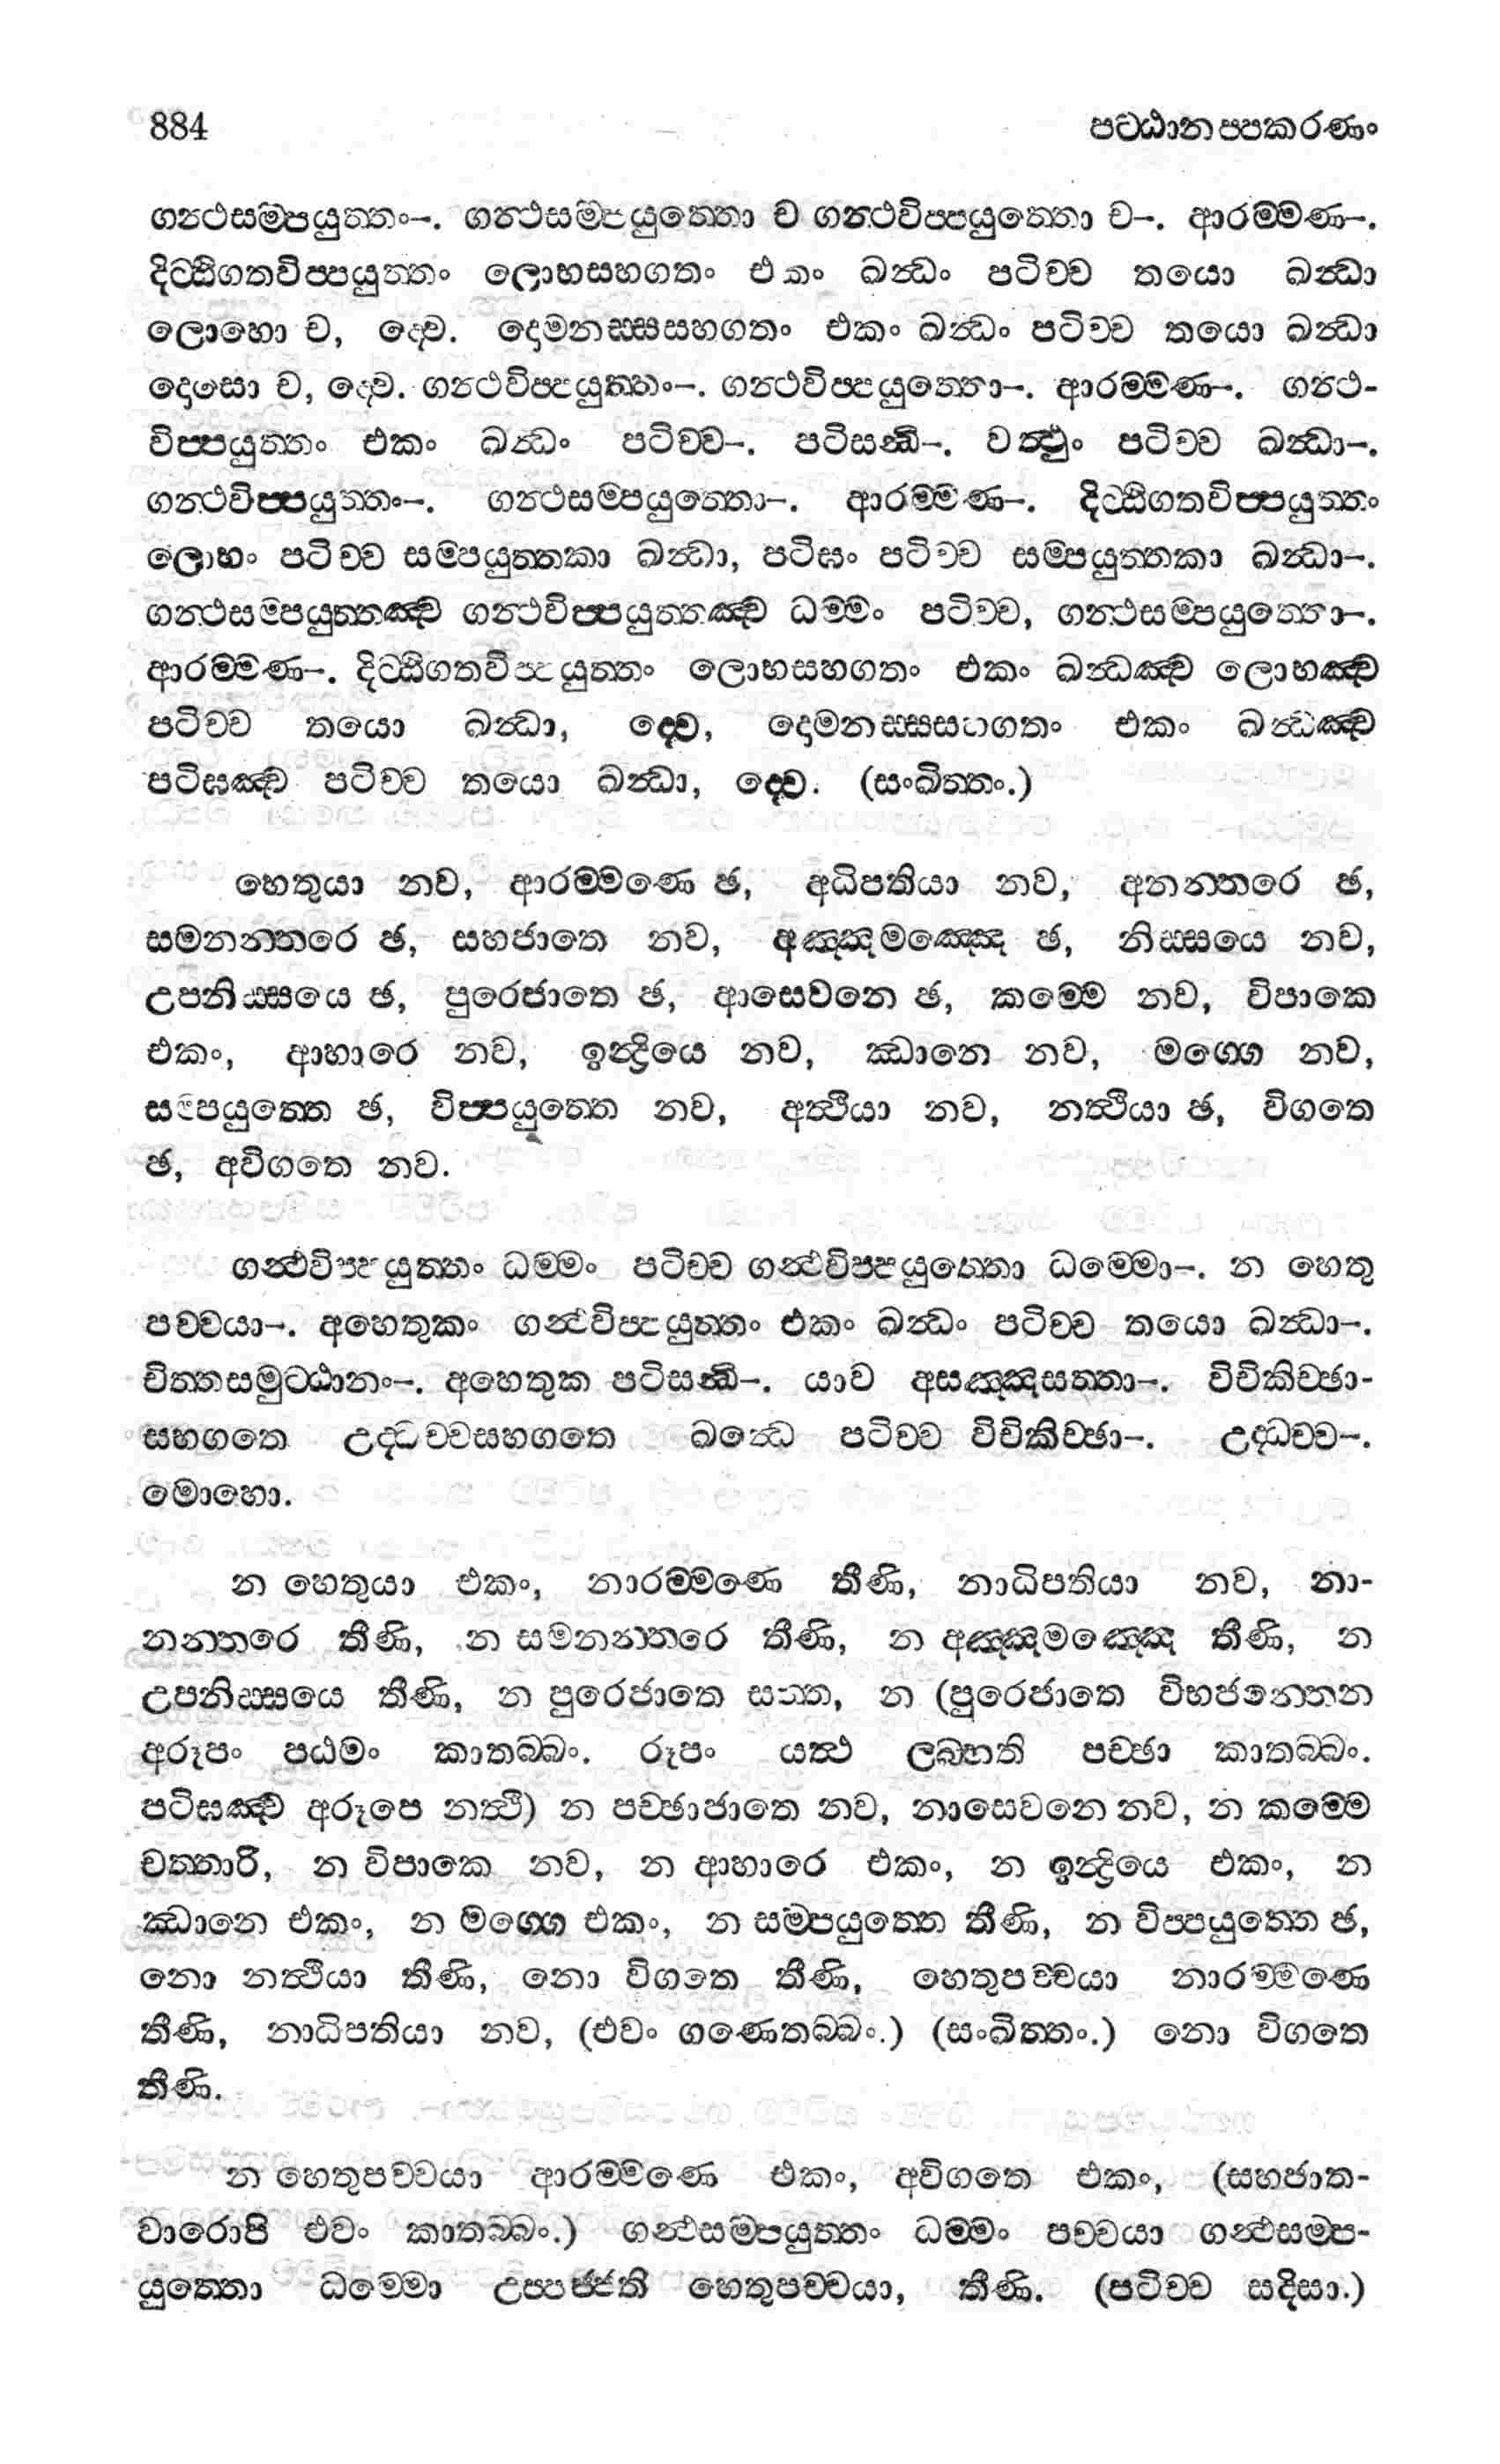 884 පට්ඨානප්පකරණං
ගන්ථසම්පයුත්තං–. ගන්ථසම්පයුත්තො ච ගන්ථවිප්පයුත්තො ච–. ආරම්මණ–.
දිට්ඨිගතවිප්පයුත්තං ලොභසහගතං එකං ඛන්ධං පටිච්ච තයො ඛන්ධා
ලොහො ච, ද්වෙ. දොමනස්සසහගතං එකං ඛන්ධං පටිච්ච තයො ඛන්ධා
දොසො ච, ද්වෙ. ගන්ථවිප්පයුත්තං–. ගන්ථවිප්පයුත්තො–. ආරම්මණ–. ගන්ථ-
විප්පයුත්තං එකං ඛන්ධං පටිච්ච–. පටිසන්ධි–. වත්ථුං පටිච්ච ඛන්ධා–.
ගන්ථවිප්පයුත්තං–. ගන්ථසම්පයුත්තො–. ආරම්මණ–. දිට්ඨිගතවිප්පයුත්තං
ලොභං පටිච්ච සම්පයුත්තකා ඛන්ධා, පටිඝං පටිච්ච සම්පයුත්තකා ඛන්ධා–.
ගන්ථසම්පයුත්තඤ්ච ගන්ථවිප්පයුත්තඤ්ච ධම්මං පටිච්ච, ගන්ථසම්පයුත්තො–.
ආරම්මණ–. දිට්ඨිගතවිප්පයුත්තං ලොභසහගතං එකං ඛන්ධඤ්ච ලොභඤ්ච
පටිච්ච තයො ඛන්ධා, ද්වෙ, දොමනස්සසහගතං එකං ඛන්ධඤ්ච
පටිඝඤ්ච පටිච්ච තයො ඛන්ධා, ද්වෙ. (සංඛිත්තං.)
හෙතුයා නව, ආරම්මණෙ ඡ, අධිපතියා නව, අනන්තරෙ ඡ,
සමනන්තරෙ ඡ, සහජාතෙ නව, අඤ්ඤමඤ්ඤෙ ඡ, නිස්සයෙ නව,
උපනිස්සයෙ ඡ, පුරෙජාතෙ ඡ, ආසෙවනෙ ඡ, කම්මෙ නව, විපාකෙ
එකං, ආහාරෙ නව, ඉන්ද්‍රියෙ නව, ඣානෙ නව, මග්ගෙ නව,
සම්පයුත්තෙ ඡ, විප්පයුත්තෙ නව, අත්ථියා නව, නත්ථියා ඡ, විගතෙ
ඡ, අවිගතෙ නව.
ගන්ථවිප්පයුත්තං ධම්මං පටිච්ච ගන්ථවිප්පයුත්තො ධම්මො–. න හෙතු
පච්චයා–. අහෙතුකං ගන්ථවිප්පයුත්තං එකං ඛන්ධං පටිච්ච තයො ඛන්ධා–.
චිත්තසමුට්ඨානං–. අහෙතුක පටිසන්ධි–. යාව අසඤ්ඤසත්තා–. විචිකිච්ඡා-
සහගතෙ උද්ධච්චසහගතෙ ඛන්ධෙ පටිච්ච විචිකිච්ඡා–. උද්ධච්ච–.
මොහො.
න හෙතුයා එකං, නාරම්මණෙ තීණි, නාධිපතියා නව, නා-
නන්තරෙ තීණි, න සමනන්තරෙ තීණි, න අඤ්ඤමඤ්ඤෙ තීණි, න
උපනිස්සයෙ තීණි, න පුරෙජාතෙ සත්ත, න (පුරෙජාතෙ විභජන්තෙන
අරූපං පඨමං කාතබ්බං. රූපං යත්ථ ලබ්භති පච්ඡා කාතබ්බං.
පටිඝඤ්ච අරූපෙ නත්ථි) න පච්ඡාජාතෙ නව, නාසෙවනෙ නව, න කම්මෙ
චත්තාරි, න විපාකෙ නව, න ආහාරෙ එකං, න ඉන්ද්‍රියෙ එකං, න
ඣානෙ එකං, න මග්ගෙ එකං, න සම්පයුත්තෙ තීණි, න විප්පයුත්තෙ ඡ,
නො නත්ථියා තීණි, නො විගතෙ තීණි, හෙතුපච්චයා නාරම්මණෙ
තීණි, නාධිපතියා නව, (එවං ගණෙතබ්බං.) (සංඛිත්තං.) නො විගතෙ
තීණි.
න හෙතුපච්චයා ආරම්මණෙ එකං, අවිගතෙ එකං, (සහජාත-
වාරොපි එවං කාතබ්බං.) ගන්ථසම්පයුත්තං ධම්මං පච්චයා ගන්ථසම්ප-
යුත්තො ධම්මො උප්පජ්ජති හෙතුපච්චයා, තීණි. (පටිච්ච සදිසා.)